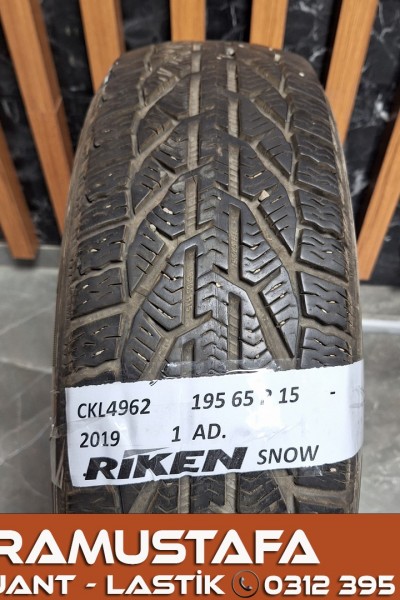 CKL4962 195 65 R 15 -
2019 1 AD.
RIKEN SNOW
RAMUSTAFA
JANT - LASTİK 0312 395